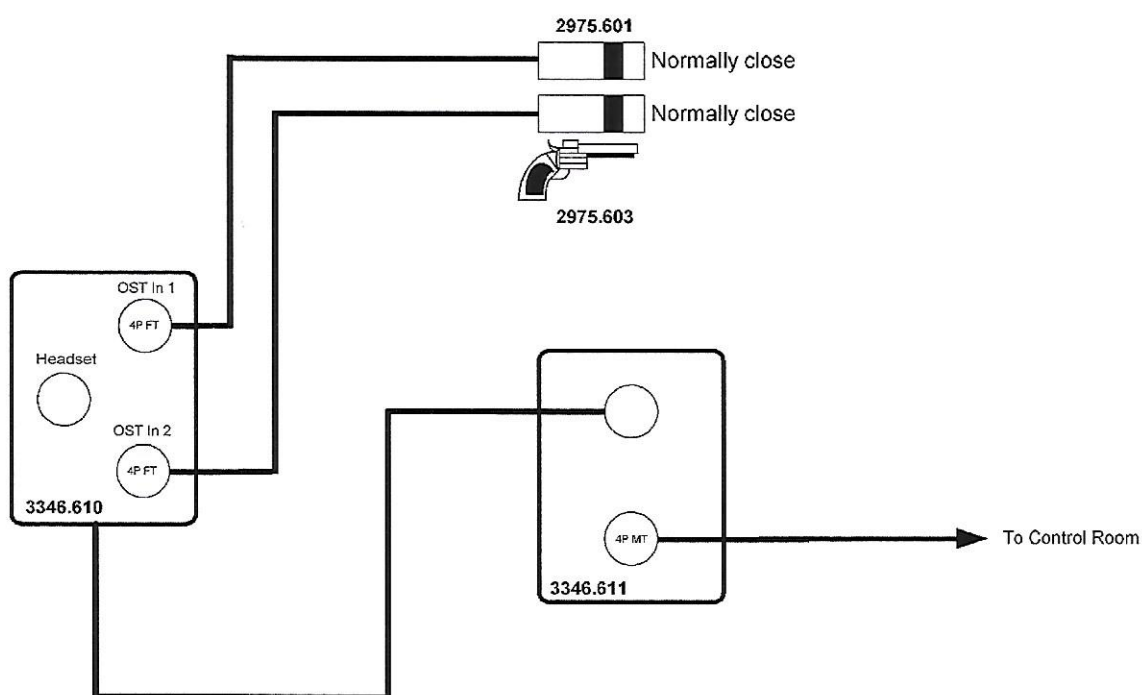 2975.601
Normally close
Normally close
2975.603
OST In 1
4P FT
Headset
OST In 2
4P FT
3346.610
4P MT
3346.611
To Control Room